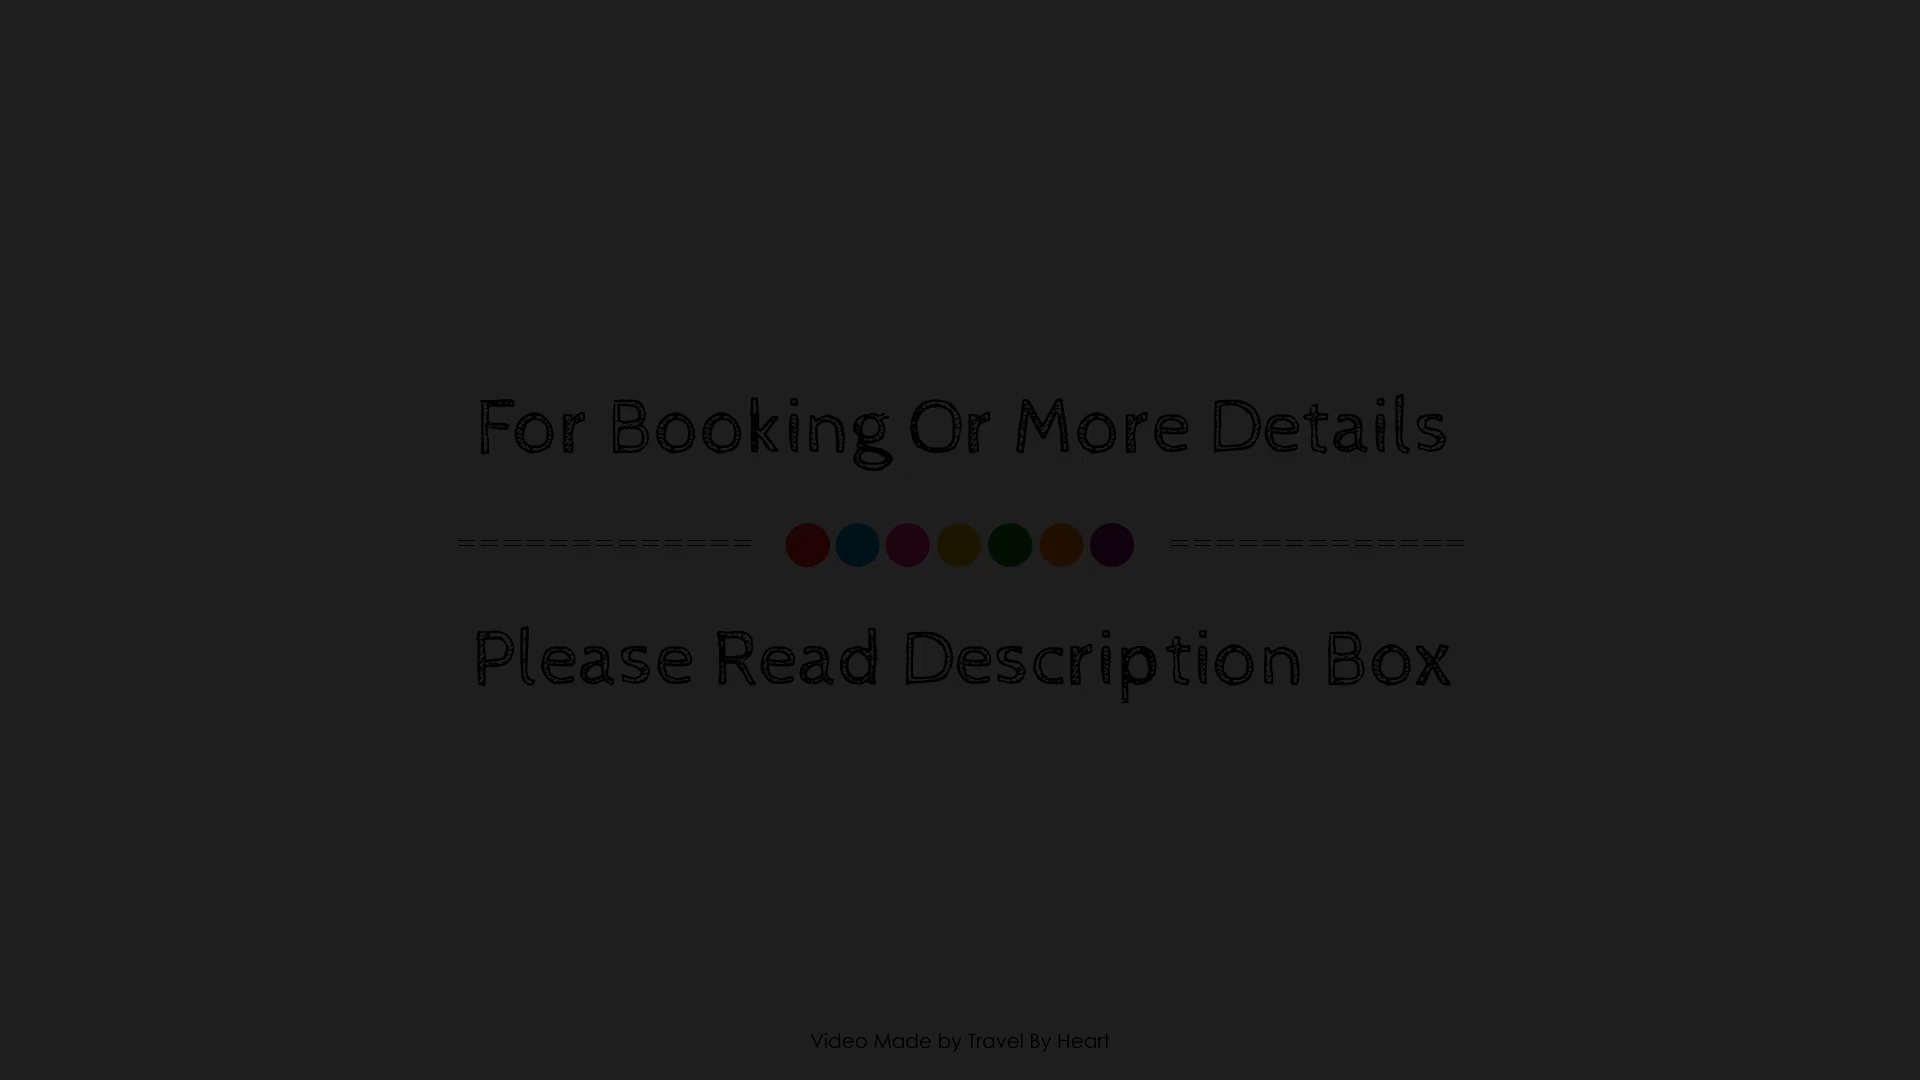 For Booking Or More Details
============= =============
Please Read Description Box
Video Made by Travel By Heart